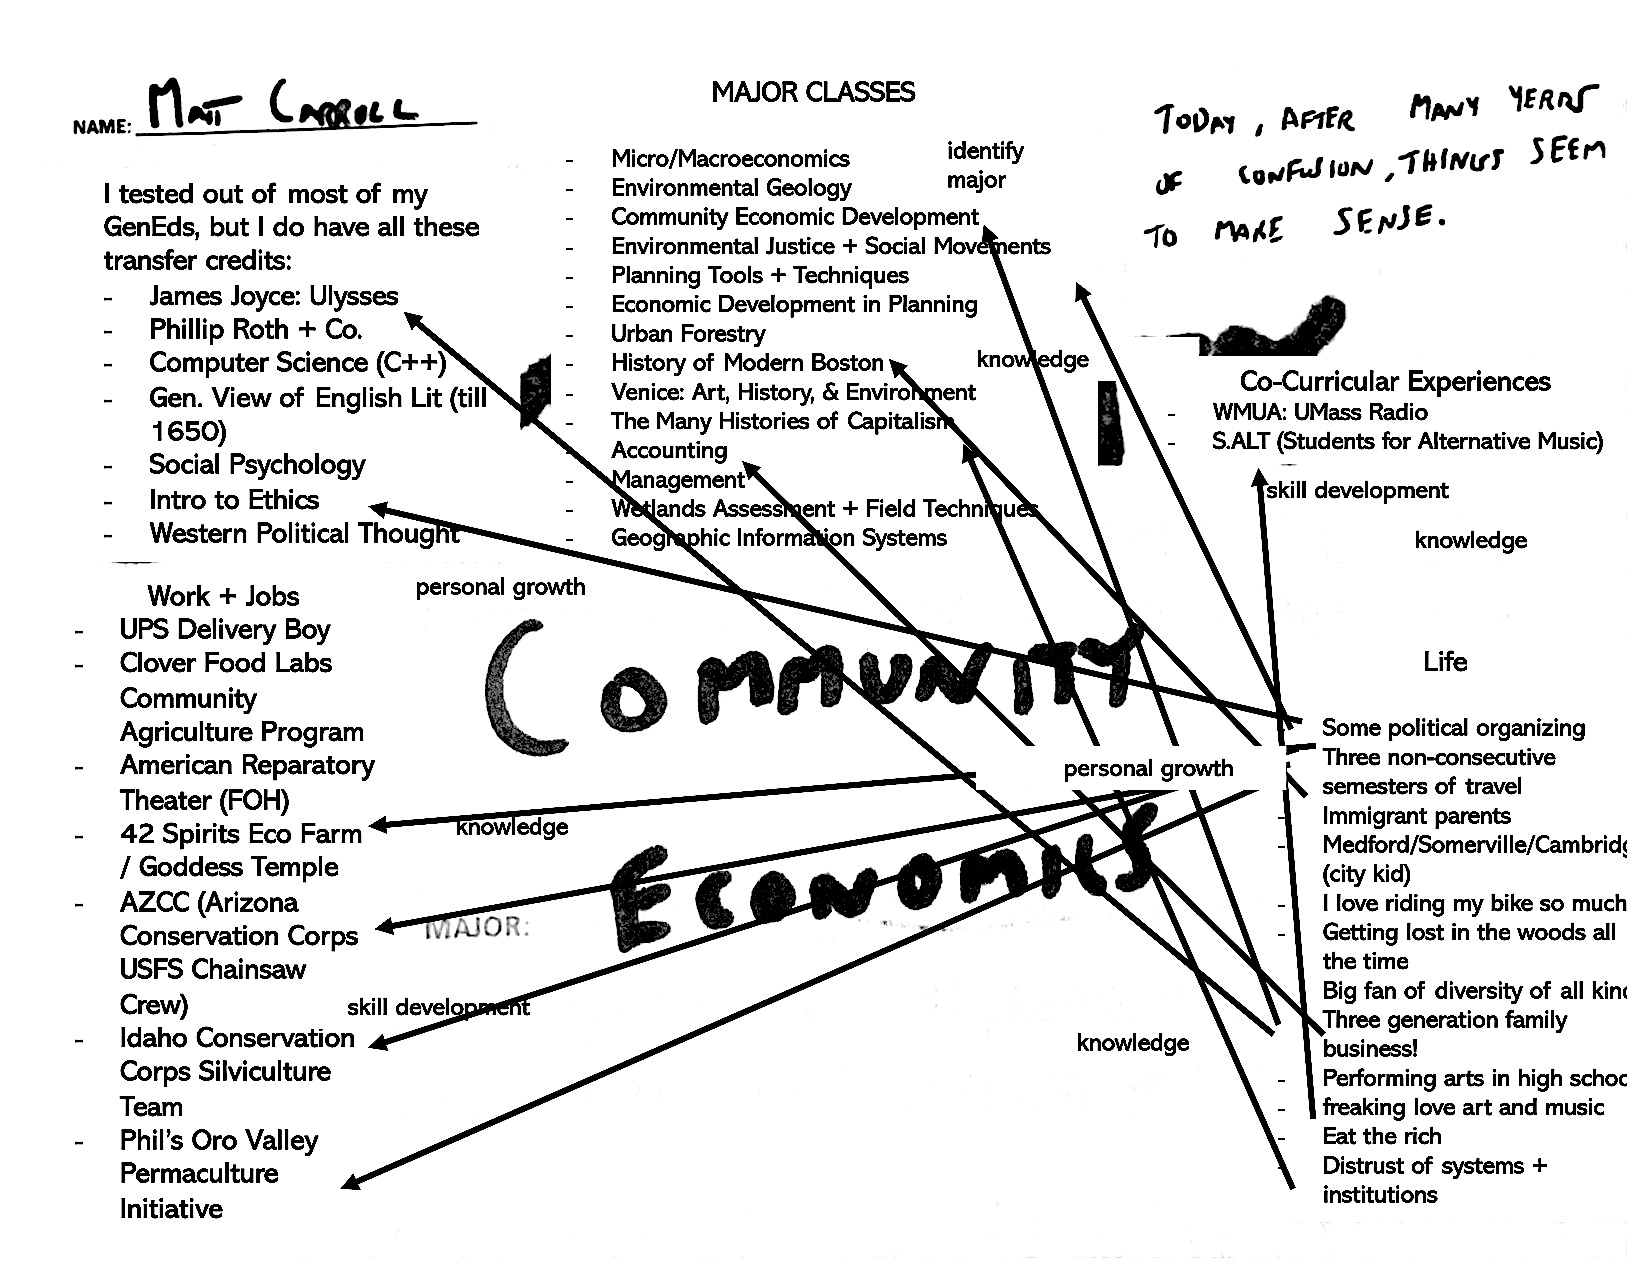 NAME: MATT CARROLL
I tested out of most of my
GenEds, but I do have all these
transfer credits:
- James Joyce: Ulysses
- Phillip Roth + Co.
- Computer Science (C++)
- Gen. View of English Lit (till
1650)
- Social Psychology
- Intro to Ethics
- Western Political Thought
MAJOR CLASSES
- Micro/Macroeconomics
- Environmental Geology
- Community Economic Development
- Environmental Justice + Social Movements
- Planning Tools + Techniques
- Economic Development in Planning
- Urban Forestry
- History of Modern Boston
- Venice: Art, History, & Environment
- The Many Histories of Capitalism
- Accounting
- Management
- Wetlands Assessment + Field Techniques
- Geographic Information Systems
identify
major
knowledge
TODAY, AFTER MANY YEARS
OF CONFUSION, THINGS SEEM
TO MAKE SENSE.
Co-Curricular Experiences
- WMUA: UMass Radio
- S.ALT (Students for Alternative Music)
skill development
knowledge
personal growth
Work + Jobs
- UPS Delivery Boy
- Clover Food Labs
Community
Agriculture Program
- American Reparatory
Theater (FOH)
- 42 Spirits Eco Farm
/ Goddess Temple
- AZCC (Arizona
Conservation Corps
USFS Chainsaw
Crew)
- Idaho Conservation
Corps Silviculture
Team
- Phil's Oro Valley
Permaculture
Initiative
COMMUNITY
personal growth
knowledge
ECONOMICS
MAJOR:
skill development
knowledge
Life
- Some political organizing
- Three non-consecutive
semesters of travel
- Immigrant parents
- Medford/Somerville/Cambridg
(city kid)
- I love riding my bike so much
- Getting lost in the woods all
the time
Big fan of diversity of all kin
Three generation family
business!
- Performing arts in high schoo
- freaking love art and music
- Eat the rich
- Distrust of systems +
institutions